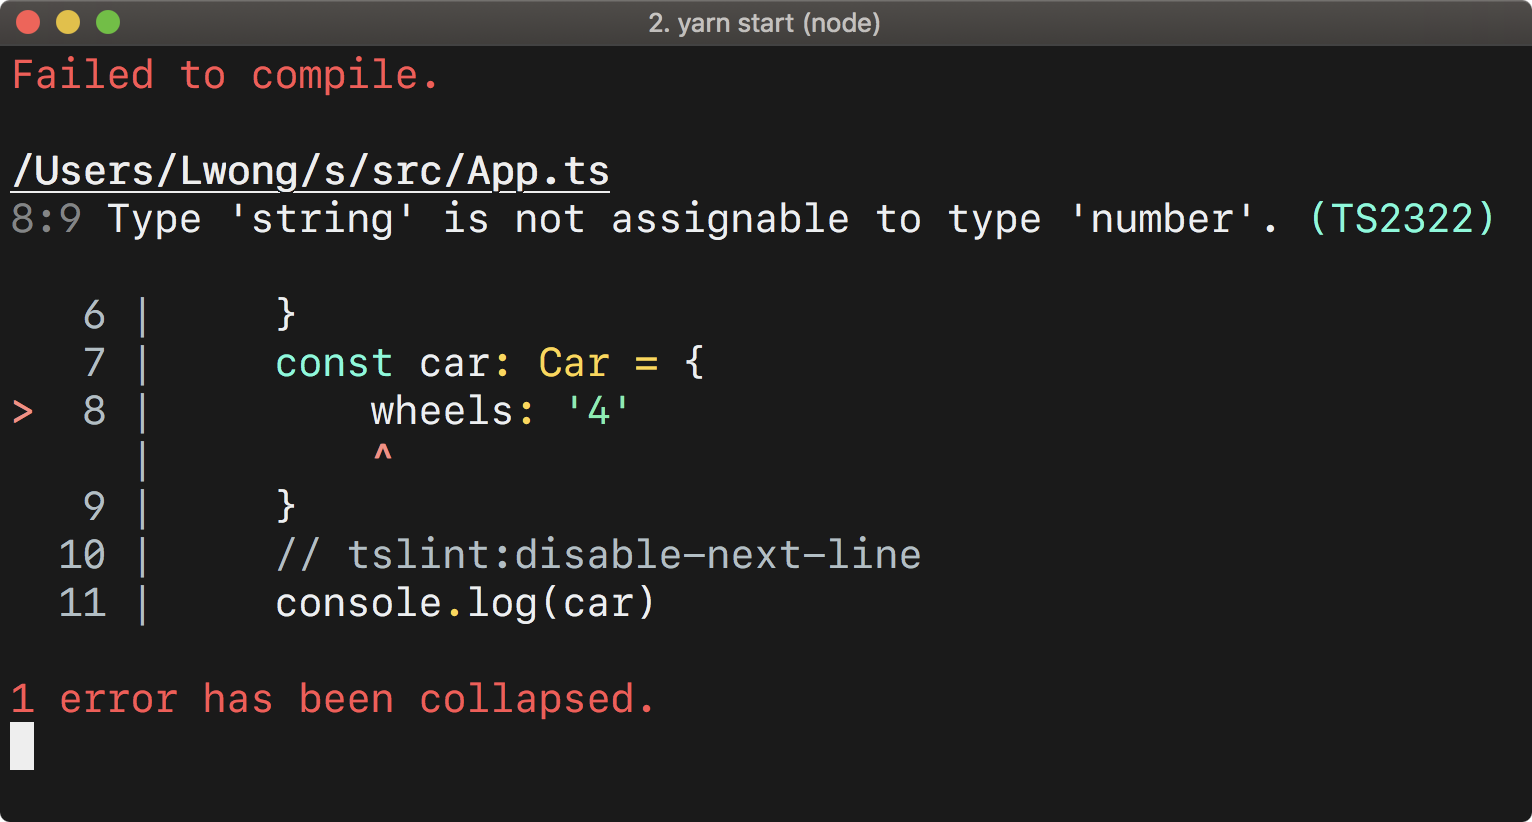 2. yarn start (node)
Failed to compile.
/Users/Lwong/s/src/App.ts
8:9 Type 'string' is not assignable to type 'number'. (TS2322)
    6 |     }
    7 |     const car: Car = {
>   8 |         wheels: '4'
      |         ^
    9 |     }
   10 |     // tslint:disable-next-line
   11 |     console.log(car)
1 error has been collapsed.